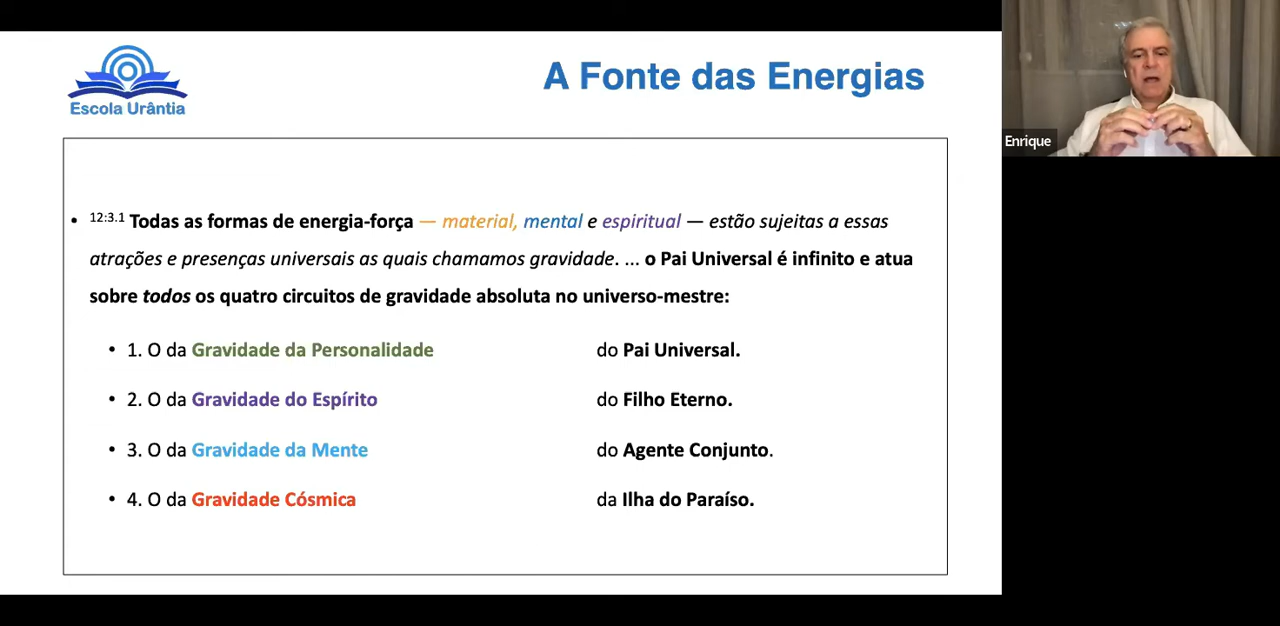 Escola Urântia
A Fonte das Energias
Enrique
• 12:3.1 Todas as formas de energia-força — material, mental e espiritual — estão sujeitas a essas
atrações e presenças universais as quais chamamos gravidade. ... o Pai Universal é infinito e atua
sobre todos os quatro circuitos de gravidade absoluta no universo-mestre:
• 1. O da Gravidade da Personalidade do Pai Universal.
• 2. O da Gravidade do Espírito do Filho Eterno.
• 3. O da Gravidade da Mente do Agente Conjunto.
• 4. O da Gravidade Cósmica da Ilha do Paraíso.